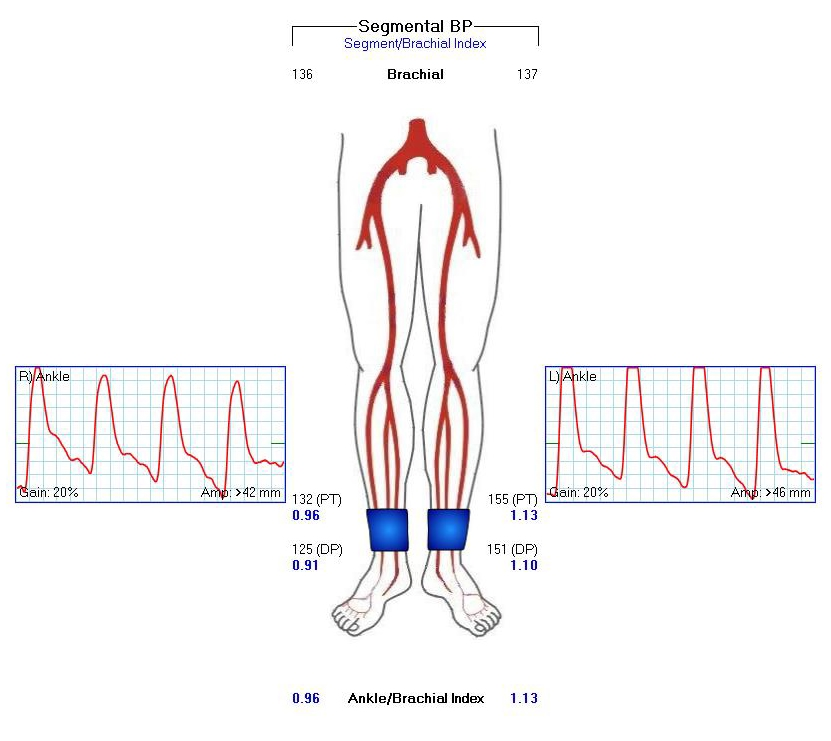 Segmental BP
Segment/Brachial Index
136 Brachial 137
R) Ankle
Gain: 20% Amp: >42 mm
L) Ankle
Gain: 20% Amp: >46 mm
132 (PT) 155 (PT)
0.96 1.13
125 (DP) 151 (DP)
0.91 1.10
0.96 Ankle/Brachial Index 1.13